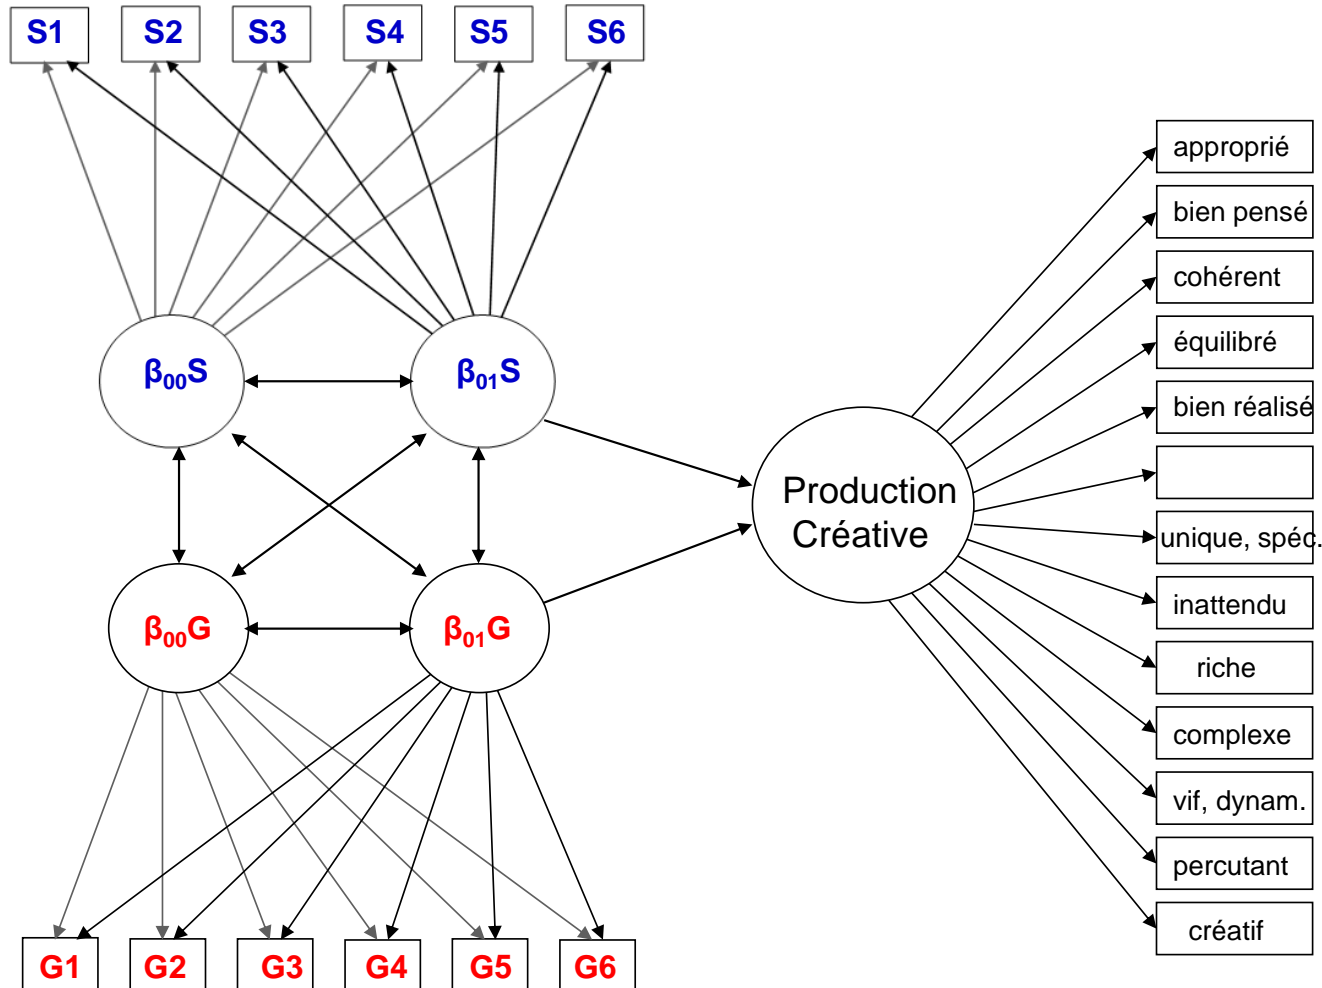 S1 S2 S3 S4 S5 S6
β₀₀S β₀₁S
β₀₀G β₀₁G
G1 G2 G3 G4 G5 G6
Production
Créative
approprié
bien pensé
cohérent
équilibré
bien réalisé
unique, spéc.
inattendu
riche
complexe
vif, dynam.
percutant
créatif